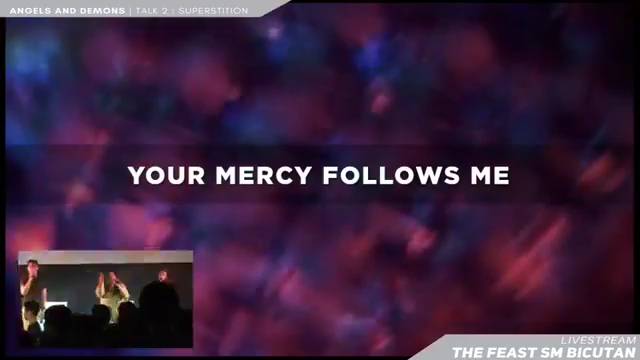 ANGELS AND DEMONS | TALK 2 : SUPERSTITION
YOUR MERCY FOLLOWS ME
LIVESTREAM
THE FEAST SM BICUTAN